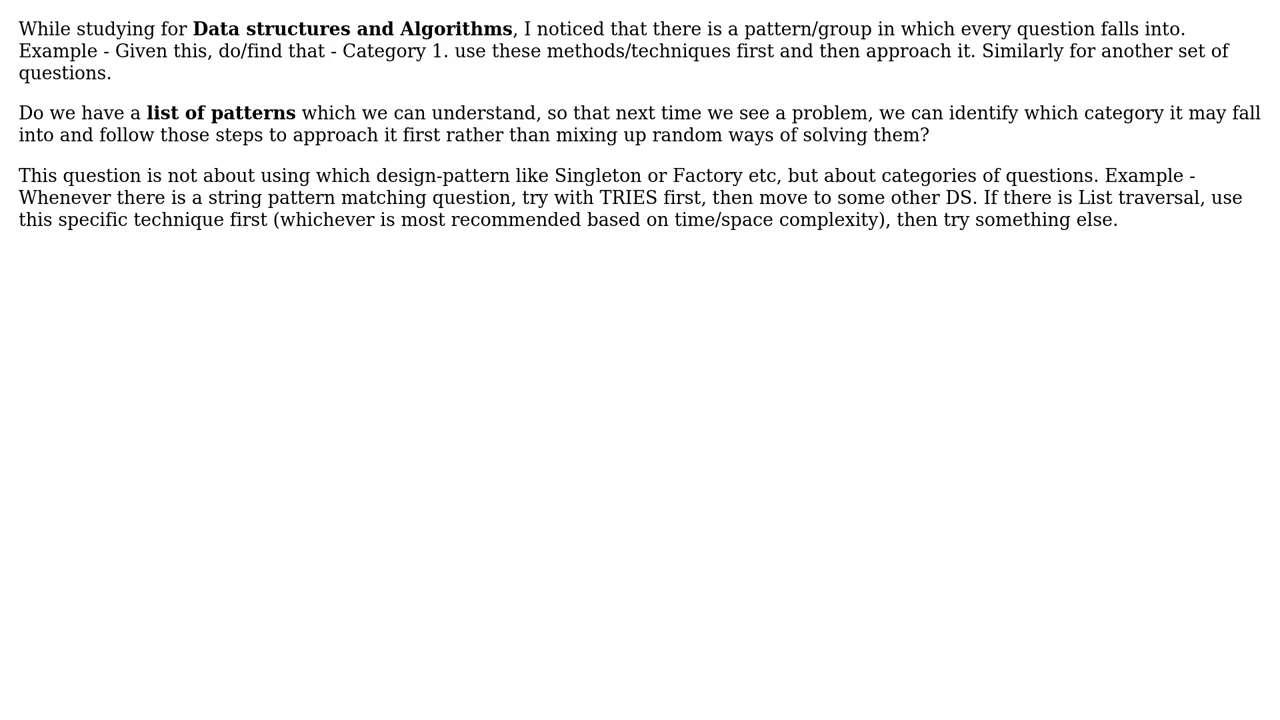 While studying for Data structures and Algorithms, I noticed that there is a pattern/group in which every question falls into.
Example - Given this, do/find that - Category 1. use these methods/techniques first and then approach it. Similarly for another set of
questions.
Do we have a list of patterns which we can understand, so that next time we see a problem, we can identify which category it may fall
into and follow those steps to approach it first rather than mixing up random ways of solving them?
This question is not about using which design-pattern like Singleton or Factory etc, but about categories of questions. Example -
Whenever there is a string pattern matching question, try with TRIES first, then move to some other DS. If there is List traversal, use
this specific technique first (whichever is most recommended based on time/space complexity), then try something else.